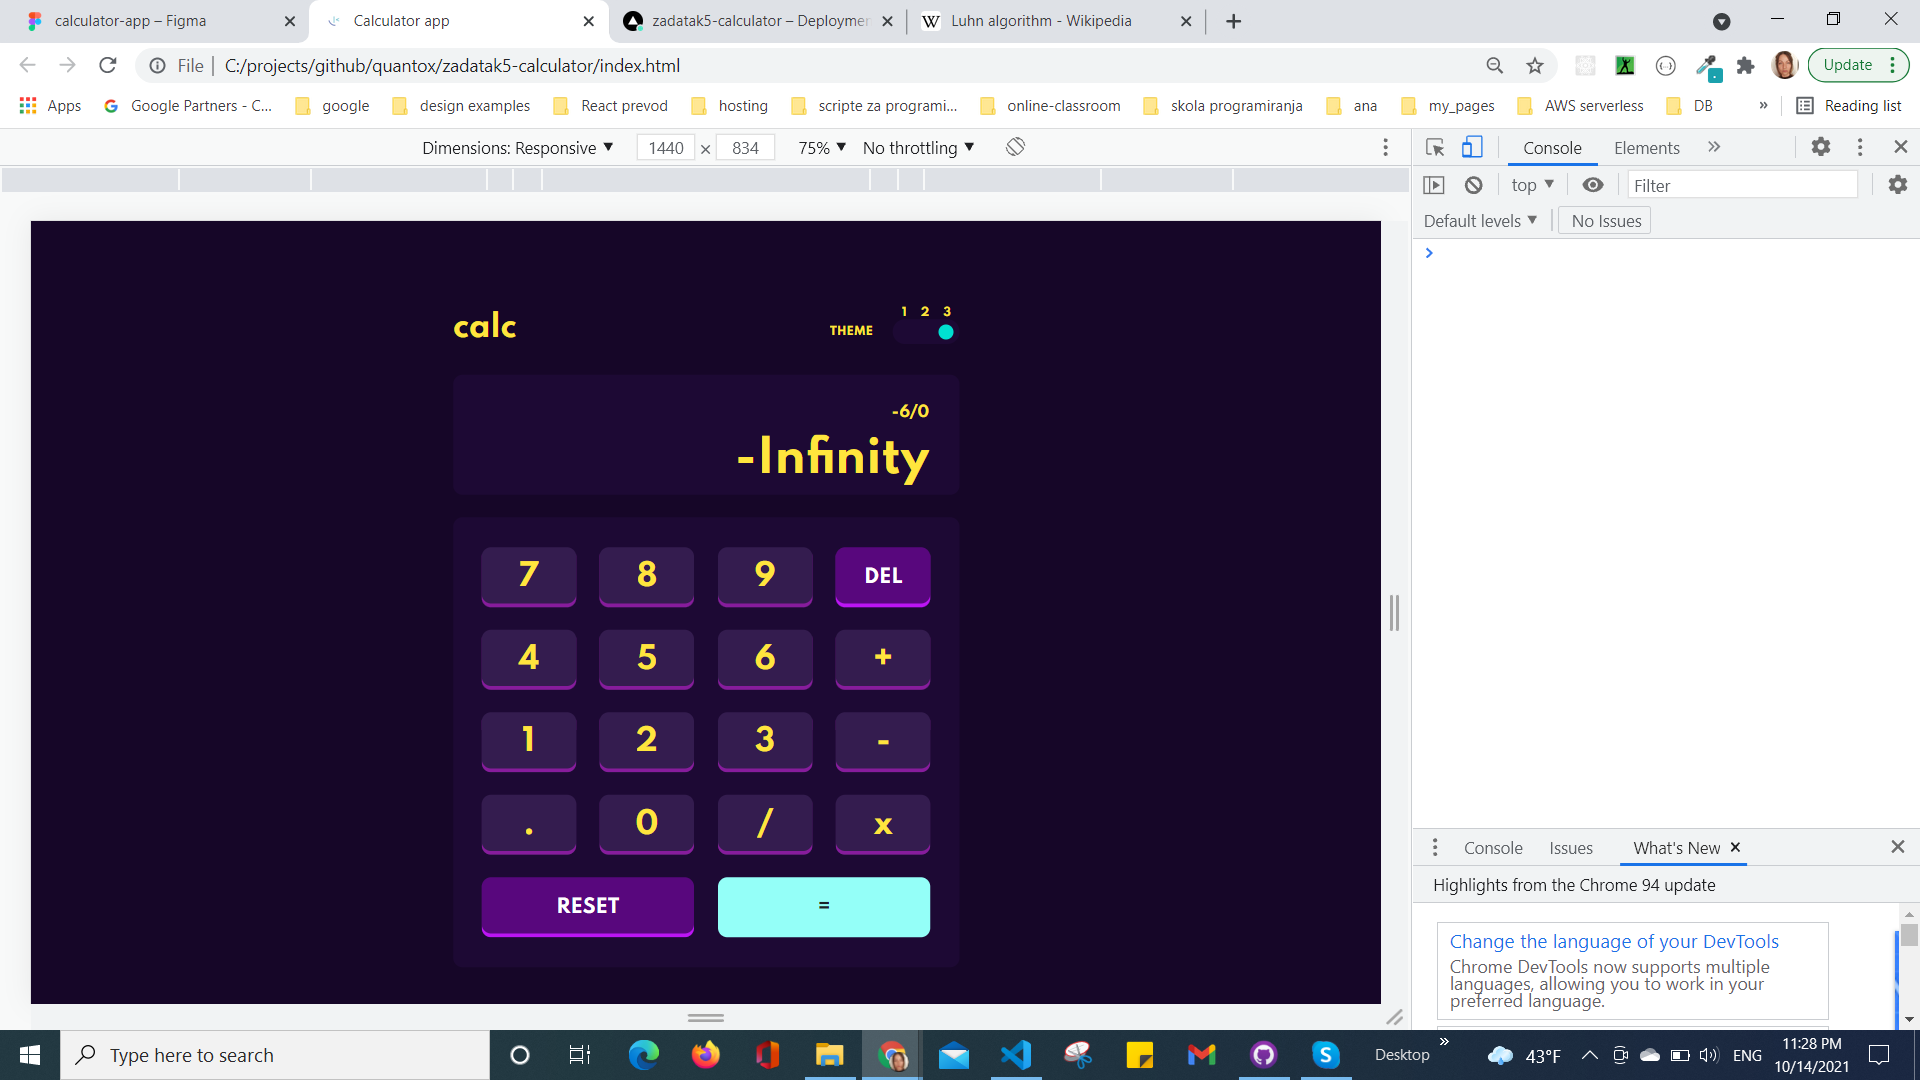 calculator-app – Figma
Calculator app
zadatak5-calculator – Deployme
Luhn algorithm - Wikipedia
File
C:/projects/github/quantox/zadatak5-calculator/index.html
Update
Apps
Google Partners - C...
google
design examples
React prevod
hosting
scripte za programi...
online-classroom
skola programiranja
ana
my_pages
AWS serverless
DB
»
Reading list
Dimensions: Responsive
1440 × 834
75%
No throttling
Console
Elements
»
top
Filter
Default levels
No Issues
calc
THEME
1 2 3
-6/0
-Infinity
7 8 9 DEL
4 5 6 +
1 2 3 -
. 0 / x
RESET =
Console
Issues
What's New
Highlights from the Chrome 94 update
Change the language of your DevTools
Chrome DevTools now supports multiple
languages, allowing you to work in your
preferred language.
Type here to search
Desktop
»
43°F
ENG
11:28 PM
10/14/2021